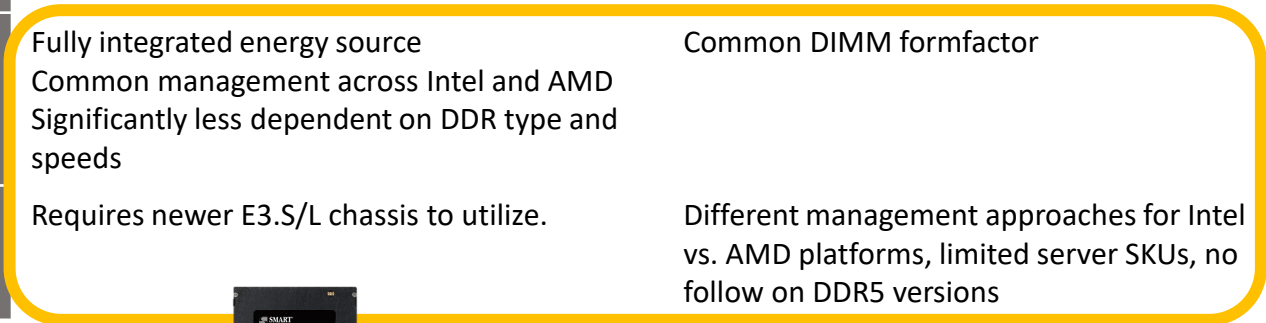 Fully integrated energy source
Common management across Intel and AMD
Significantly less dependent on DDR type and
speeds
Common DIMM formfactor
Requires newer E3.S/L chassis to utilize.
Different management approaches for Intel
vs. AMD platforms, limited server SKUs, no
follow on DDR5 versions
SMART